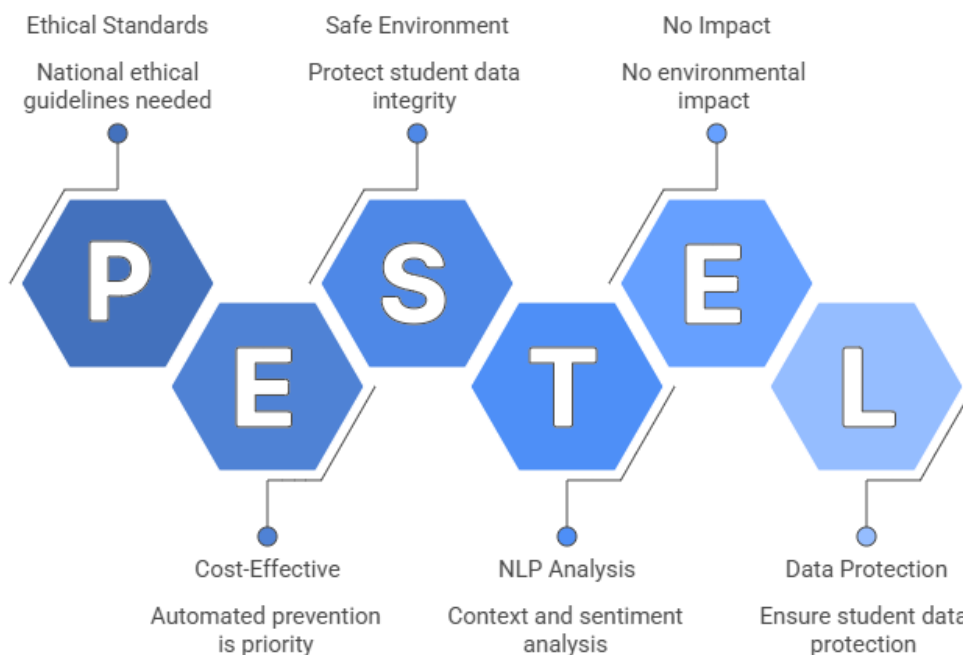 Ethical Standards
National ethical
guidelines needed
Safe Environment
Protect student data
integrity
No Impact
No environmental
impact
P
E
S
T
E
L
Cost-Effective
Automated prevention
is priority
NLP Analysis
Context and sentiment
analysis
Data Protection
Ensure student data
protection